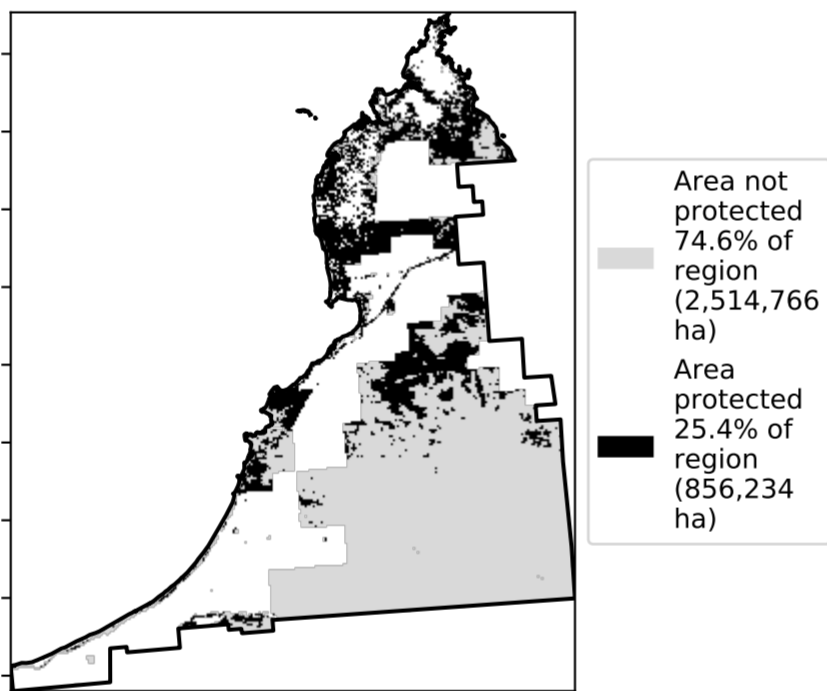 Area not
protected
74.6% of
region
(2,514,766
ha)
Area
protected
25.4% of
region
(856,234
ha)